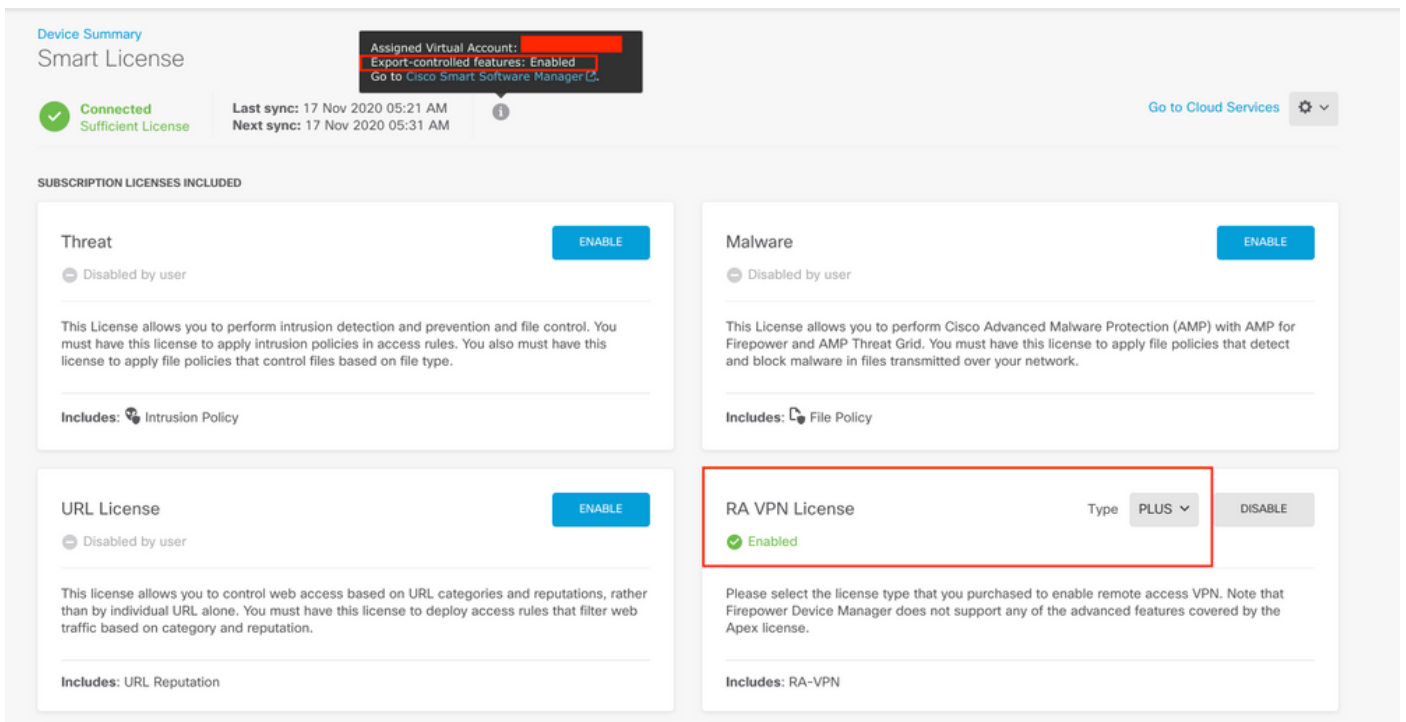 Device Summary
Smart License
Assigned Virtual Account:
Export-controlled features: Enabled
Go to Cisco Smart Software Manager.
Connected
Sufficient License
Last sync: 17 Nov 2020 05:21 AM
Next sync: 17 Nov 2020 05:31 AM
Go to Cloud Services
SUBSCRIPTION LICENSES INCLUDED
Threat
ENABLE
Disabled by user
This License allows you to perform intrusion detection and prevention and file control. You
must have this license to apply intrusion policies in access rules. You also must have this
license to apply file policies that control files based on file type.
Includes: Intrusion Policy
Malware
ENABLE
Disabled by user
This License allows you to perform Cisco Advanced Malware Protection (AMP) with AMP for
Firepower and AMP Threat Grid. You must have this license to apply file policies that detect
and block malware in files transmitted over your network.
Includes: File Policy
URL License
ENABLE
Disabled by user
This license allows you to control web access based on URL categories and reputations, rather
than by individual URL alone. You must have this license to deploy access rules that filter web
traffic based on category and reputation.
Includes: URL Reputation
RA VPN License
Type PLUS
DISABLE
Enabled
Please select the license type that you purchased to enable remote access VPN. Note that
Firepower Device Manager does not support any of the advanced features covered by the
Apex license.
Includes: RA-VPN